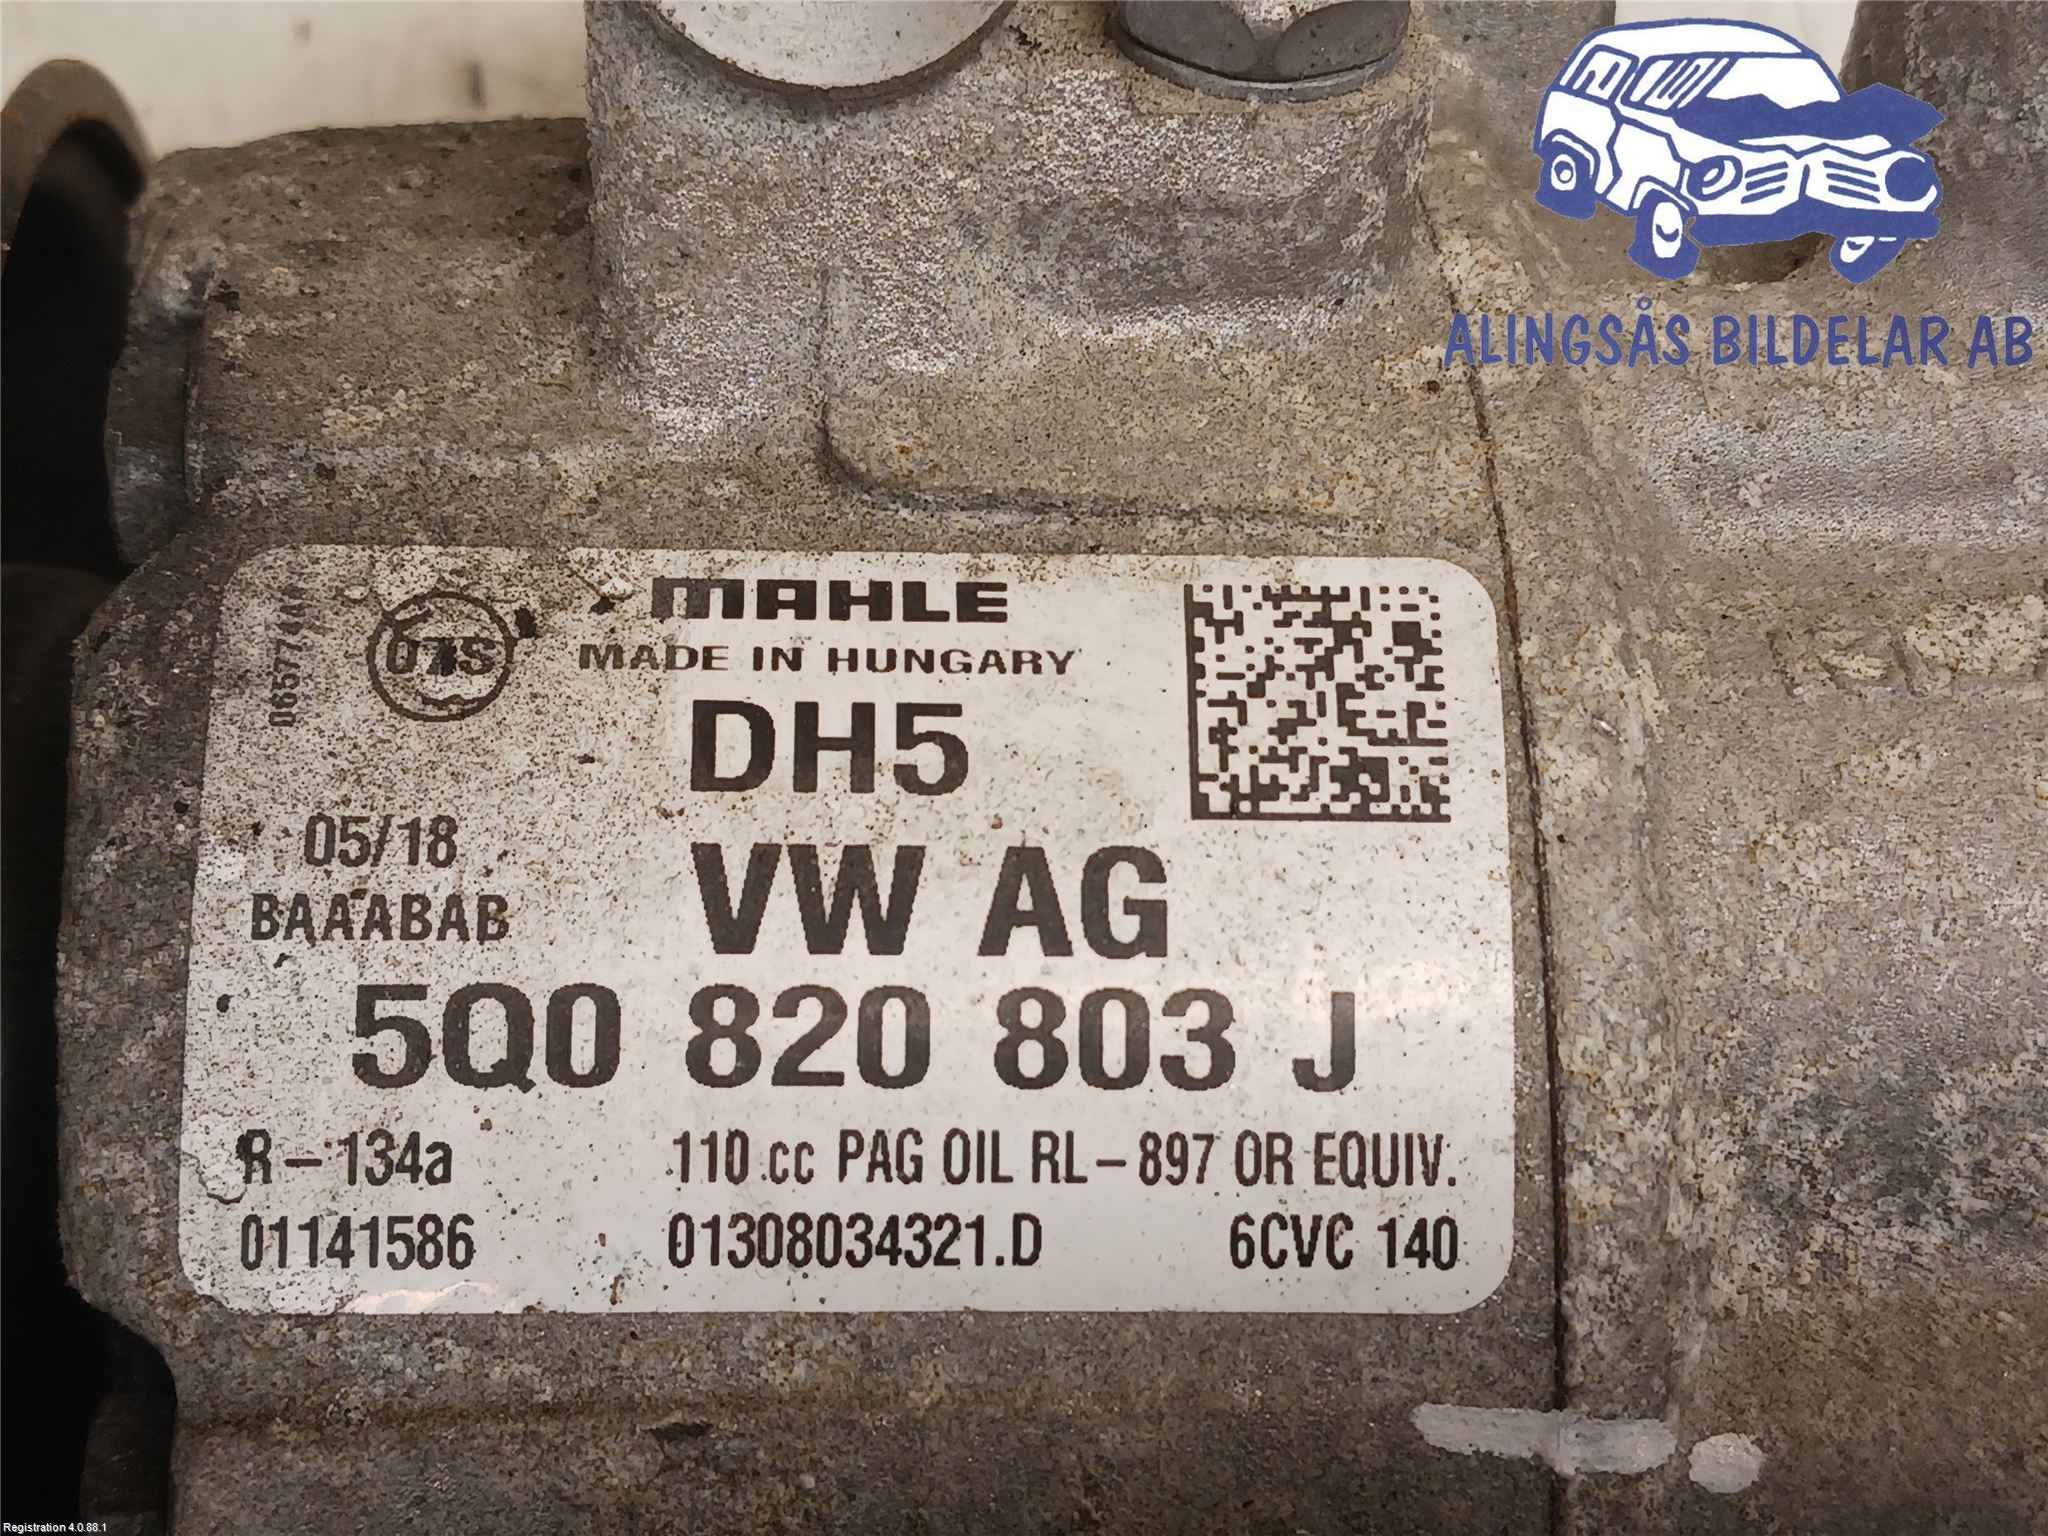 ALINGSÅS BILDELAR AB
MAHLE
07S
MADE IN HUNGARY
DH5
05/18
VW AG
BAAABAB
5Q0 820 803 J
R-134a 110 cc PAG OIL RL-897 OR EQUIV.
01141586 01308034321.D 6CVC 140
Registration 4.0.88.1